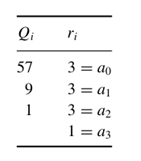 Qᵢ rᵢ
57 3 = a₀
9 3 = a₁
1 3 = a₂
1 = a₃